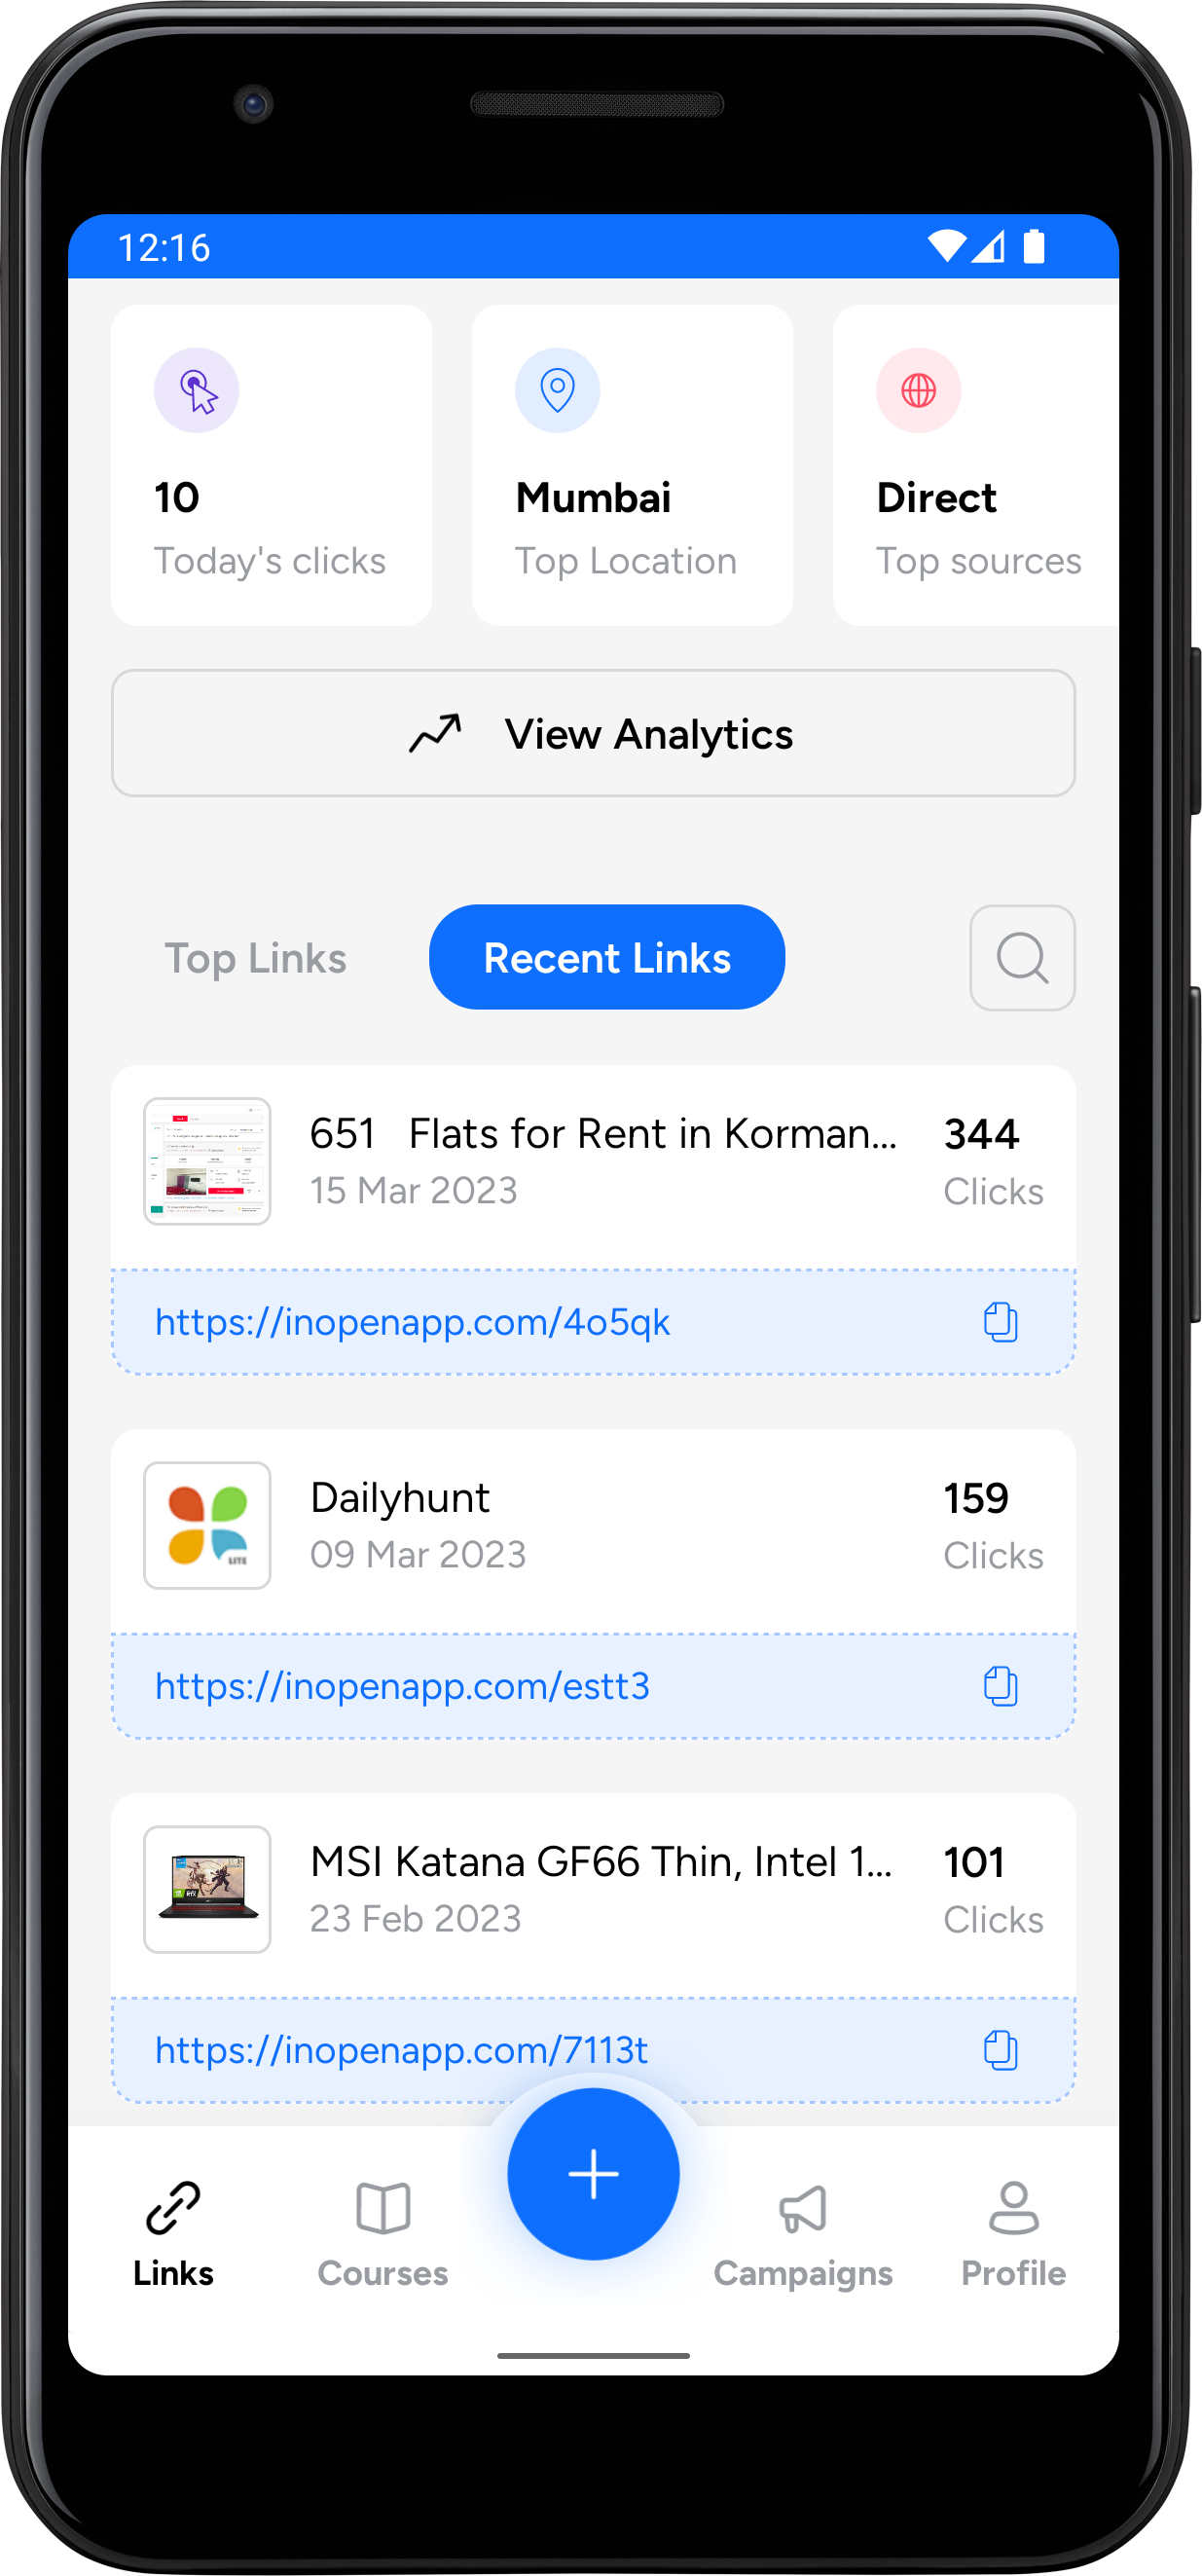 12:16
10
Today's clicks
Mumbai
Top Location
Direct
Top sources
View Analytics
Top Links
Recent Links
651 Flats for Rent in Korman...
344
15 Mar 2023
Clicks
https://inopenapp.com/4o5qk
Dailyhunt
159
09 Mar 2023
Clicks
LITE
https://inopenapp.com/estt3
MSI Katana GF66 Thin, Intel 1...
101
23 Feb 2023
Clicks
https://inopenapp.com/7113t
Links
Courses
Campaigns
Profile